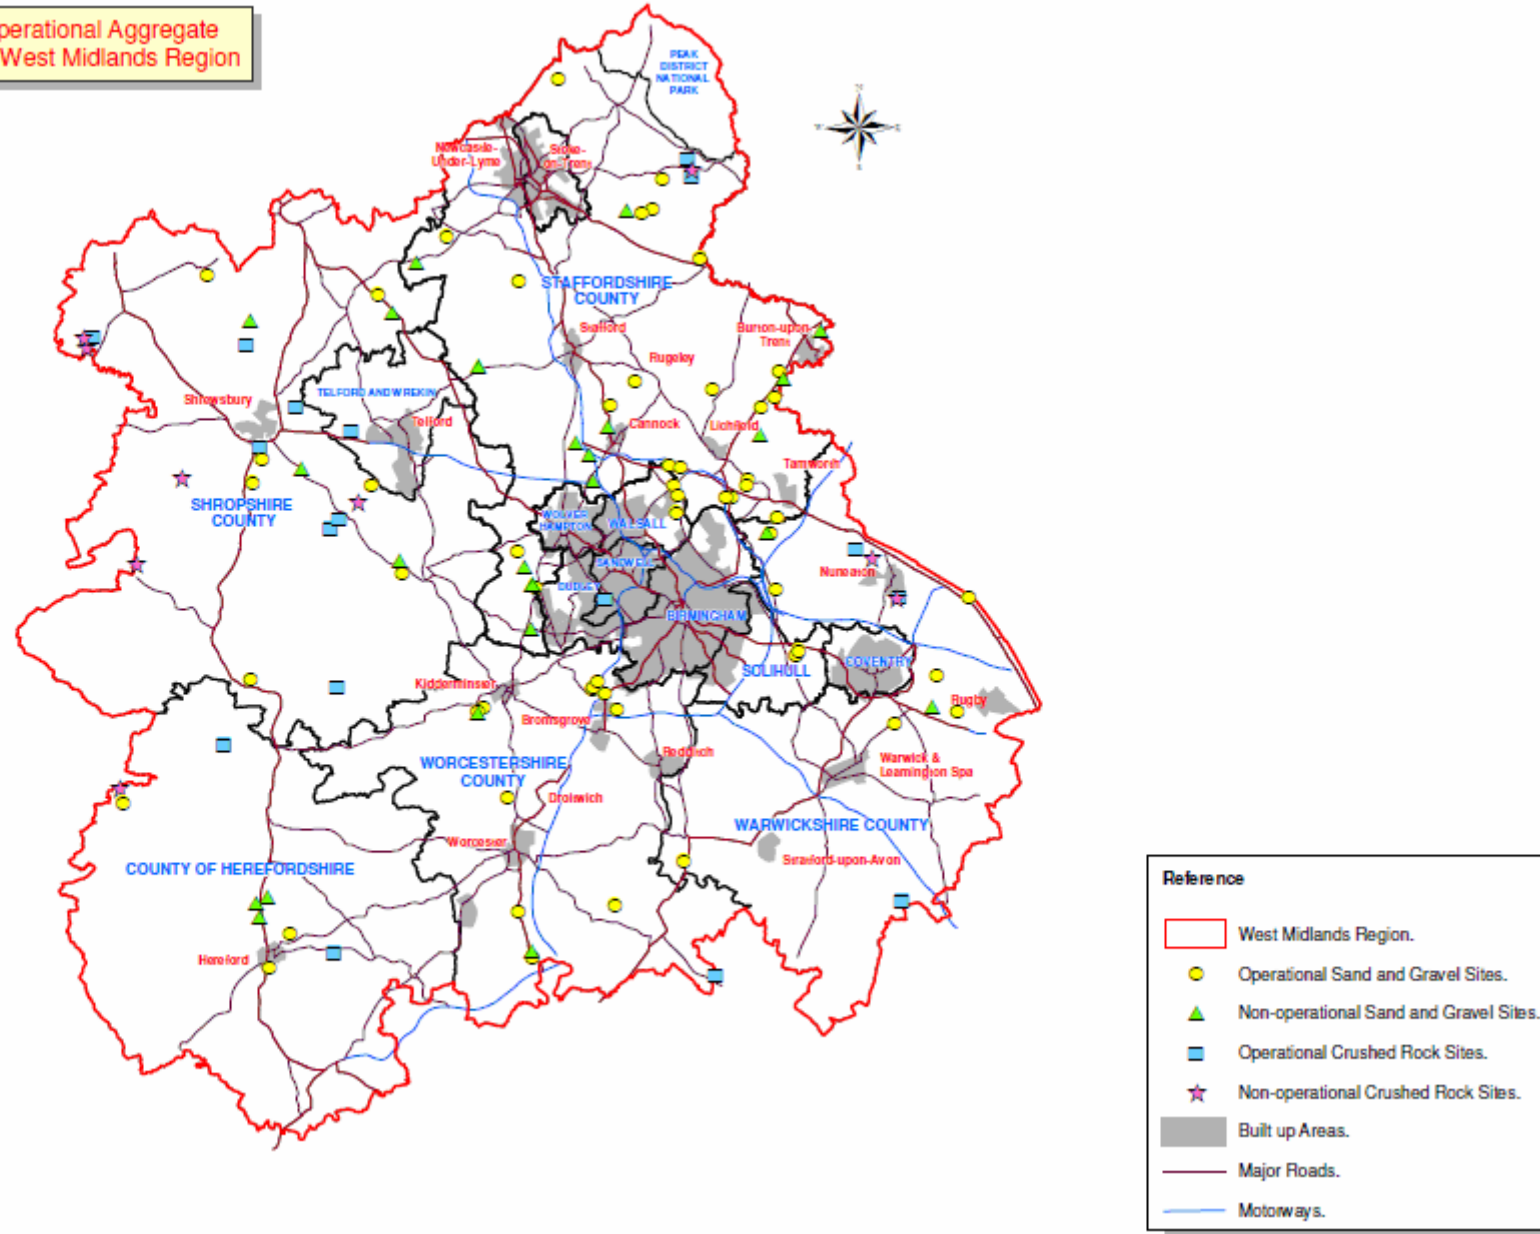 perational Aggregate
West Midlands Region
PEAK
DISTRICT
NATIONAL
PARK
N
W
E
S
Newcastle-
Under-Lyme
Stoke-
on-Trent
STAFFORDSHIRE
COUNTY
Stafford
Burton-upon-
Trent
Rugeley
Shrewsbury
TELFORD AND WREKIN
Telford
Cannock
Lichfield
Tamworth
SHROPSHIRE
COUNTY
WOLVER
HAMPTON
WALSALL
SANDWELL
DUDLEY
Nuneaton
BIRMINGHAM
SOLIHULL
COVENTRY
Kidderminster
Rugby
Bromsgrove
Redditch
WORCESTERSHIRE
COUNTY
Warwick &
Leamington Spa
Droitwich
WARWICKSHIRE COUNTY
Worcester
Stratford-upon-Avon
COUNTY OF HEREFORDSHIRE
Hereford
Reference
West Midlands Region.
Operational Sand and Gravel Sites.
Non-operational Sand and Gravel Sites.
Operational Crushed Rock Sites.
Non-operational Crushed Rock Sites.
Built up Areas.
Major Roads.
Motorways.